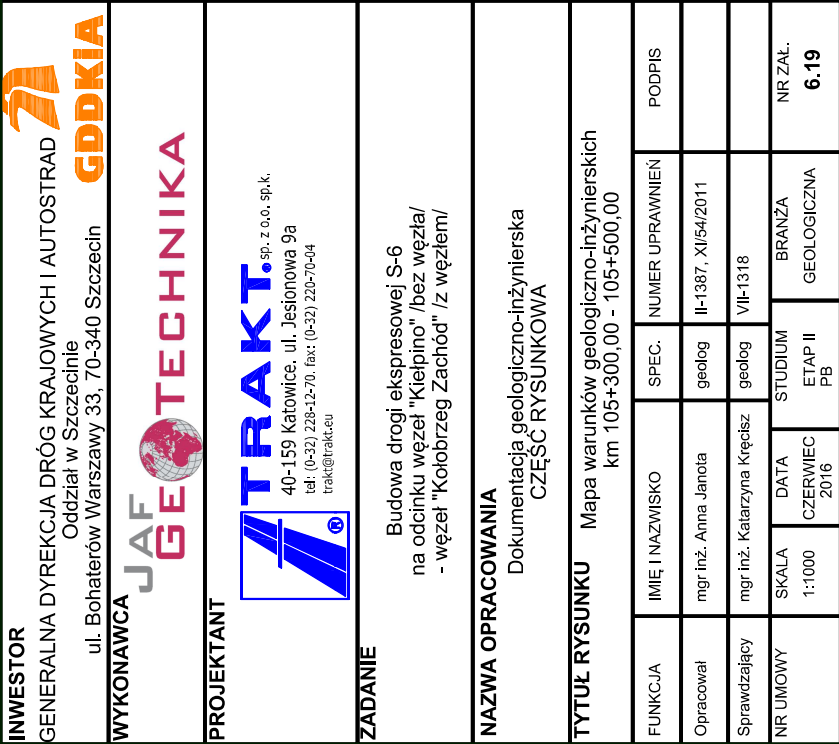 INWESTOR
GENERALNA DYREKCJA DRÓG KRAJOWYCH I AUTOSTRAD
Oddział w Szczecinie
ul. Bohaterów Warszawy 33, 70-340 Szczecin
GDDKIA
WYKONAWCA
JAF
GEOTECHNIKA
PROJEKTANT
®
TRAKT.® sp. z o.o. sp.k.
40-159 Katowice. ul. Jesionowa 9a
tel: (0-32) 228-12-70. fax: (0-32) 220-70-04
trakt@trakt.eu
ZADANIE
Budowa drogi ekspresowej S-6
na odcinku węzeł "Kiełpino" /bez węzła/
- węzeł "Kołobrzeg Zachód" /z węzłem/
NAZWA OPRACOWANIA
Dokumentacja geologiczno-inżynierska
CZĘŚĆ RYSUNKOWA
TYTUŁ RYSUNKU
Mapa warunków geologiczno-inżynierskich
km 105+300,00 - 105+500,00
FUNKCJA IMIĘ I NAZWISKO SPEC. NUMER UPRAWNIEŃ PODPIS
Opracował mgr inż. Anna Janota geolog II-1387, XI/54/2011
Sprawdzający mgr inż. Katarzyna Kręcisz geolog VII-1318
NR UMOWY SKALA DATA STUDIUM BRANŻA NR ZAŁ.
1:1000 CZERWIEC ETAP II GEOLOGICZNA 6.19
2016 PB